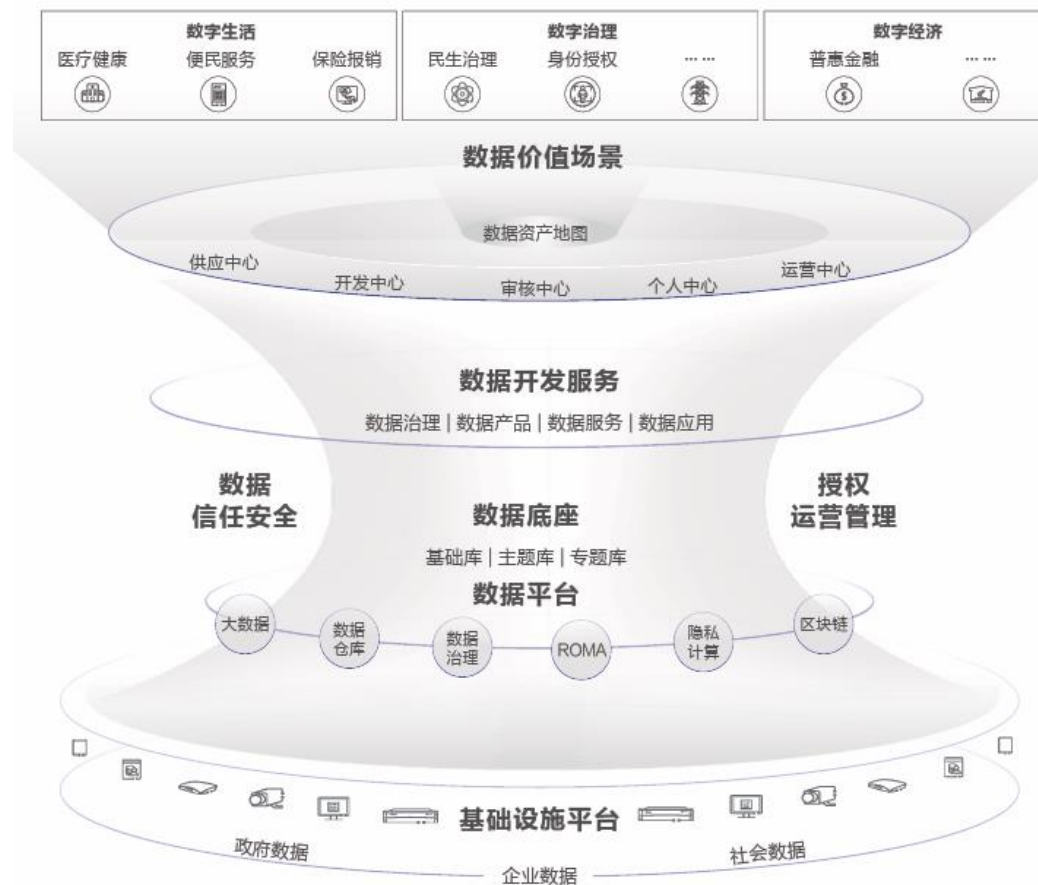 数字生活
医疗健康 便民服务 保险报销
数字治理
民生治理 身份授权 ... ...
数字经济
普惠金融 ... ...
数据价值场景
数据资产地图
供应中心 开发中心 审核中心 个人中心 运营中心
数据开发服务
数据治理 | 数据产品 | 数据服务 | 数据应用
数据
信任安全
授权
运营管理
数据底座
基础库 | 主题库 | 专题库
数据平台
大数据
数据
仓库
数据
治理
ROMA
隐私
计算
区块链
基础设施平台
政府数据 企业数据 社会数据